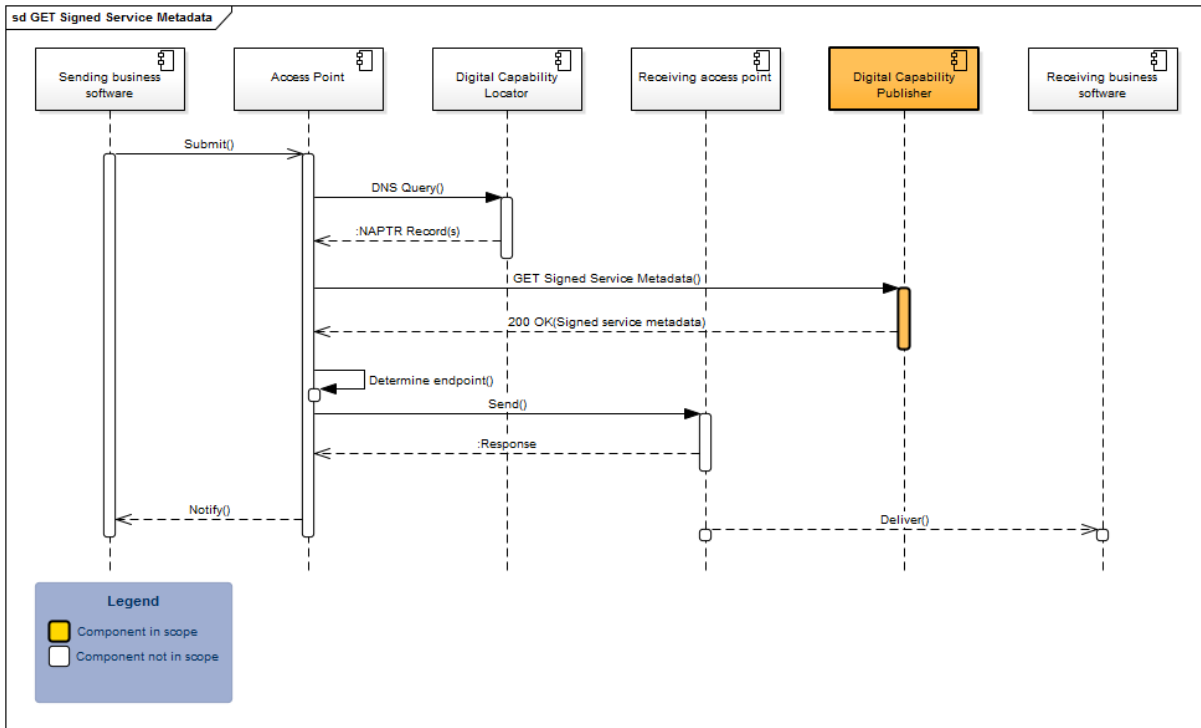 sd GET Signed Service Metadata
Sending business
software
Access Point
Digital Capability
Locator
Receiving access point
Digital Capability
Publisher
Receiving business
software
Submit()
DNS Query()
:NAPTR Record(s)
GET Signed Service Metadata()
200 OK(Signed service metadata)
Determine endpoint()
Send()
:Response
Notify()
Deliver()
Legend
Component in scope
Component not in scope